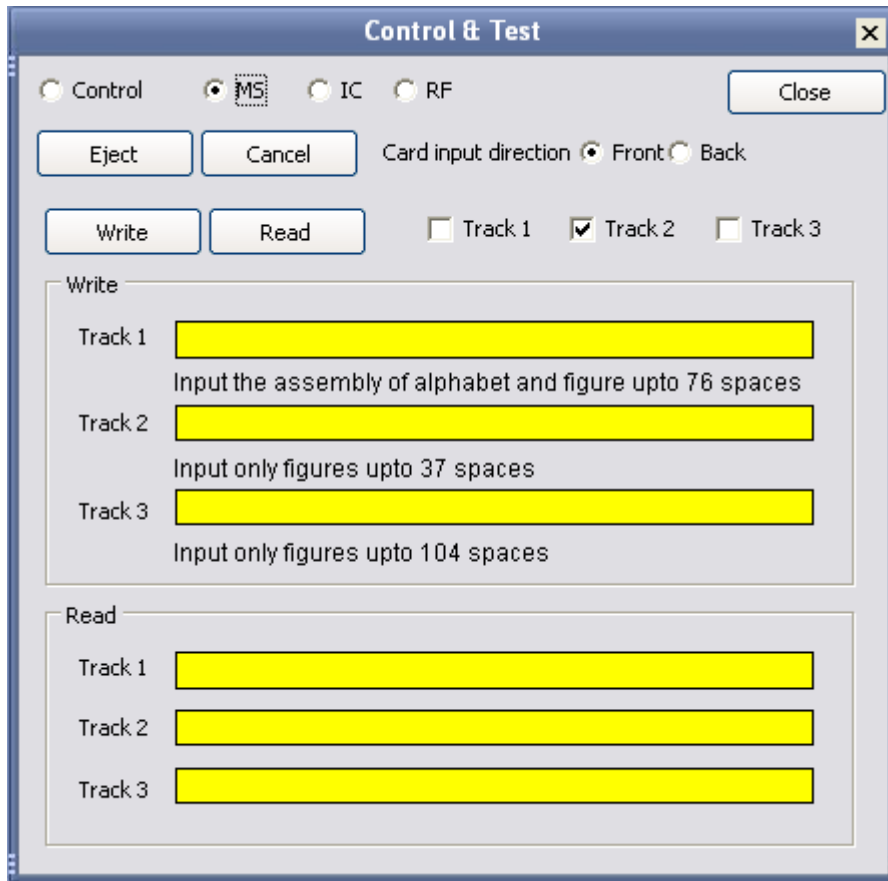 Control & Test
Control MS IC RF Close
Eject Cancel Card input direction Front Back
Write Read Track 1 Track 2 Track 3
Write
Track 1
Input the assembly of alphabet and figure upto 76 spaces
Track 2
Input only figures upto 37 spaces
Track 3
Input only figures upto 104 spaces
Read
Track 1
Track 2
Track 3